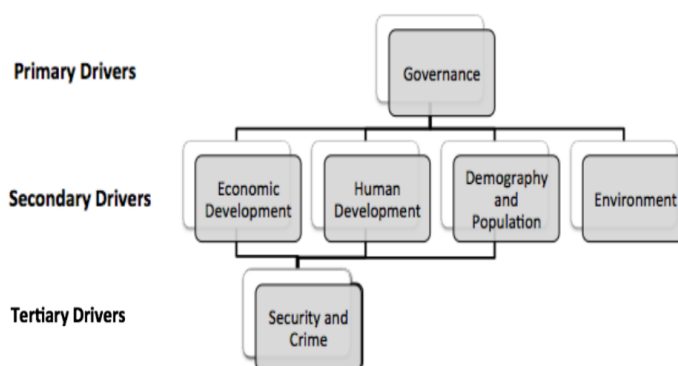 Primary Drivers
Governance
Secondary Drivers
Economic
Development
Human
Development
Demography
and
Population
Environment
Tertiary Drivers
Security and
Crime